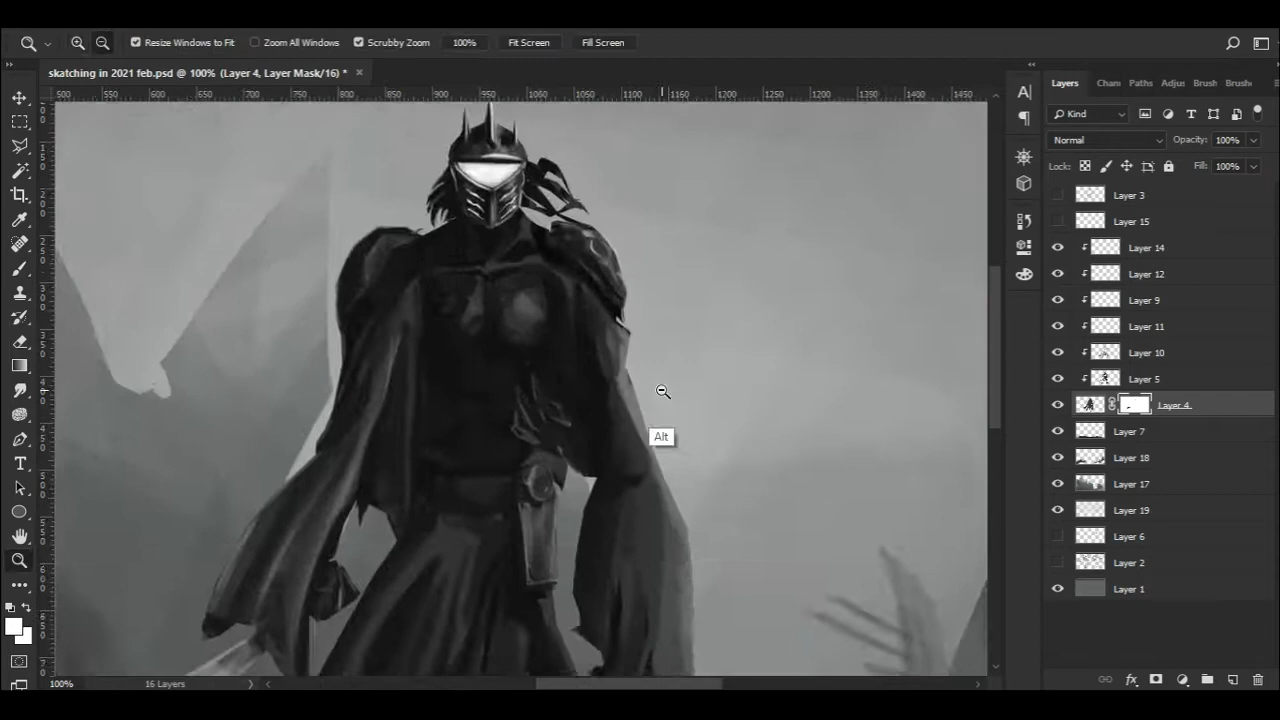 Resize Windows to Fit Zoom All Windows Scrubby Zoom 100% Fit Screen Fill Screen
skatching in 2021 feb.psd @ 100% (Layer 4, Layer Mask/16) * ×
Layers Chann Paths Adju Brush Brushe
500 550 600 650 700 750 800 850 900 950 1000 1050 1100 1150 1200 1250 1300 1350 1400 1450
Kind
Normal Opacity: 100%
Lock: Fill: 100%
Layer 3
Layer 15
Layer 14
Layer 12
Layer 9
Layer 11
Layer 10
Layer 5
Layer 4
Alt
Layer 7
Layer 18
Layer 17
Layer 19
Layer 6
Layer 2
Layer 1
100% 16 Layers